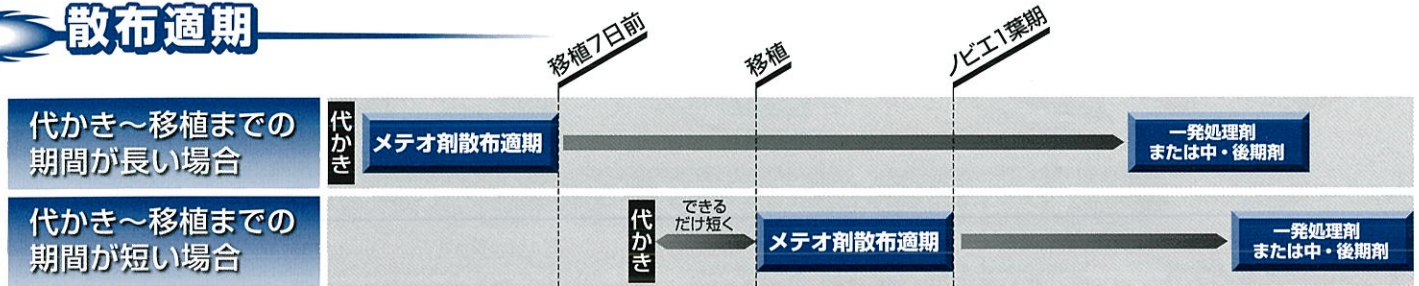 散布適期
移植7日前
移植
ノビエ1葉期
代かき～移植までの
期間が長い場合
代かき
メテオ剤散布適期
一発処理剤
または中・後期剤
代かき～移植までの
期間が短い場合
代かき
できる
だけ短く
メテオ剤散布適期
一発処理剤
または中・後期剤